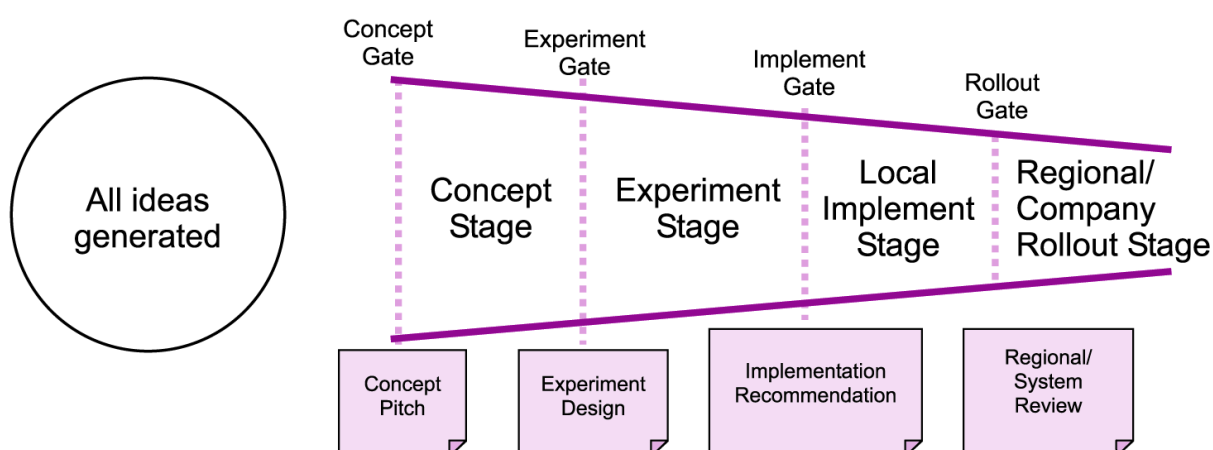 Concept
Gate
Experiment
Gate
Implement
Gate
Rollout
Gate
All ideas
generated
Concept
Stage
Experiment
Stage
Local
Implement
Stage
Regional/
Company
Rollout Stage
Concept
Pitch
Experiment
Design
Implementation
Recommendation
Regional/
System
Review